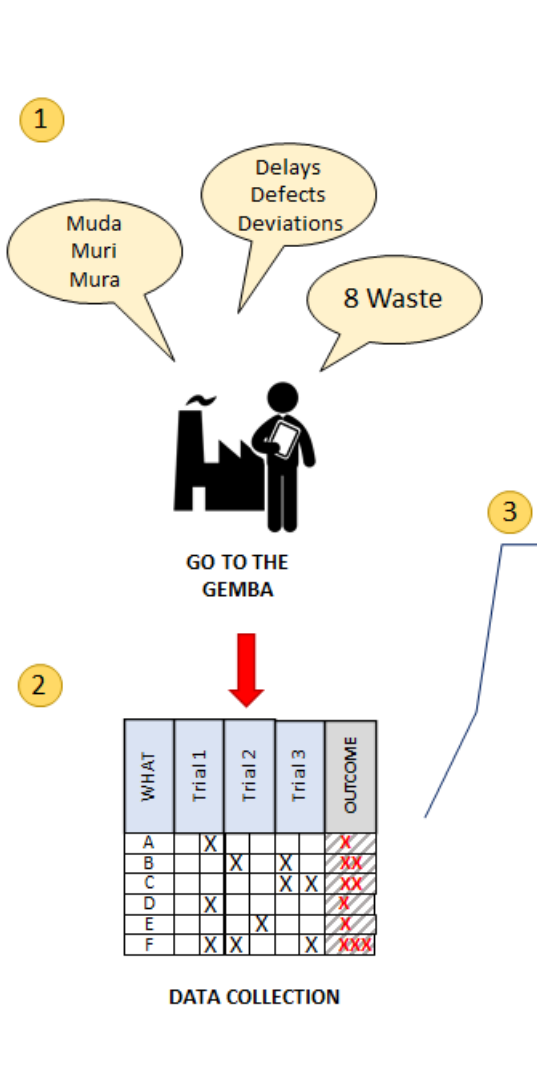 1
Delays
Defects
Deviations
Muda
Muri
Mura
8 Waste
GO TO THE
GEMBA
3
2
WHAT Trial 1 Trial 2 Trial 3 OUTCOME
A X X
B X X XX
C X X XX
D X X
E X X
F X X X XXX
DATA COLLECTION